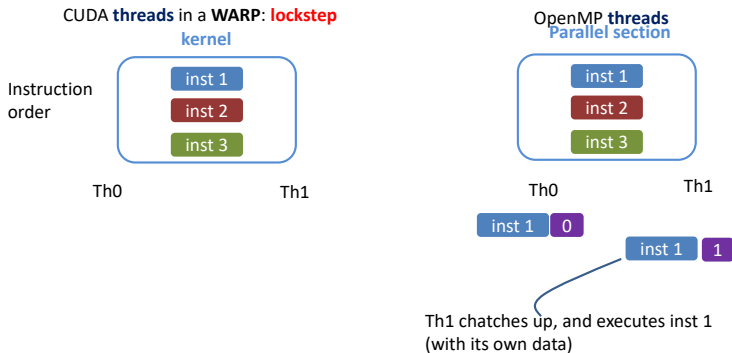 CUDA threads in a WARP: lockstep
kernel
Instruction
order
inst 1
inst 2
inst 3
Th0
Th1
OpenMP threads
Parallel section
inst 1
inst 2
inst 3
Th0
Th1
inst 1 0
inst 1 1
Th1 chatches up, and executes inst 1
(with its own data)